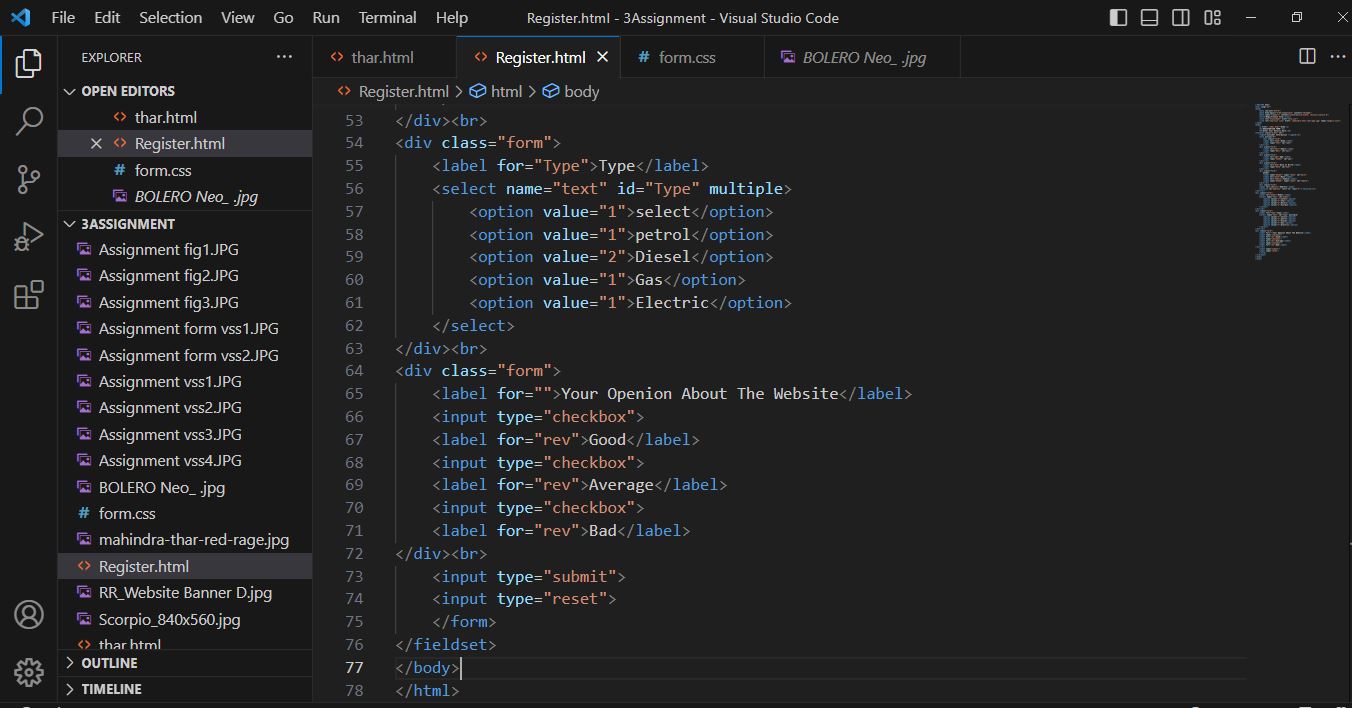 File Edit Selection View Go Run Terminal Help Register.html - 3Assignment - Visual Studio Code
EXPLORER
OPEN EDITORS
thar.html
Register.html
form.css
BOLERO Neo_ .jpg
3ASSIGNMENT
Assignment fig1.JPG
Assignment fig2.JPG
Assignment fig3.JPG
Assignment form vss1.JPG
Assignment form vss2.JPG
Assignment vss1.JPG
Assignment vss2.JPG
Assignment vss3.JPG
Assignment vss4.JPG
BOLERO Neo_ .jpg
form.css
mahindra-thar-red-rage.jpg
Register.html
RR_Website Banner D.jpg
Scorpio_840x560.jpg
thar.html
OUTLINE
TIMELINE
thar.html Register.html form.css BOLERO Neo_ .jpg
Register.html > html > body
53 </div><br>
54 <div class="form">
55 <label for="Type">Type</label>
56 <select name="text" id="Type" multiple>
57 <option value="1">select</option>
58 <option value="1">petrol</option>
59 <option value="2">Diesel</option>
60 <option value="1">Gas</option>
61 <option value="1">Electric</option>
62 </select>
63 </div><br>
64 <div class="form">
65 <label for="">Your Openion About The Website</label>
66 <input type="checkbox">
67 <label for="rev">Good</label>
68 <input type="checkbox">
69 <label for="rev">Average</label>
70 <input type="checkbox">
71 <label for="rev">Bad</label>
72 </div><br>
73 <input type="submit">
74 <input type="reset">
75 </form>
76 </fieldset>
77 </body>
78 </html>